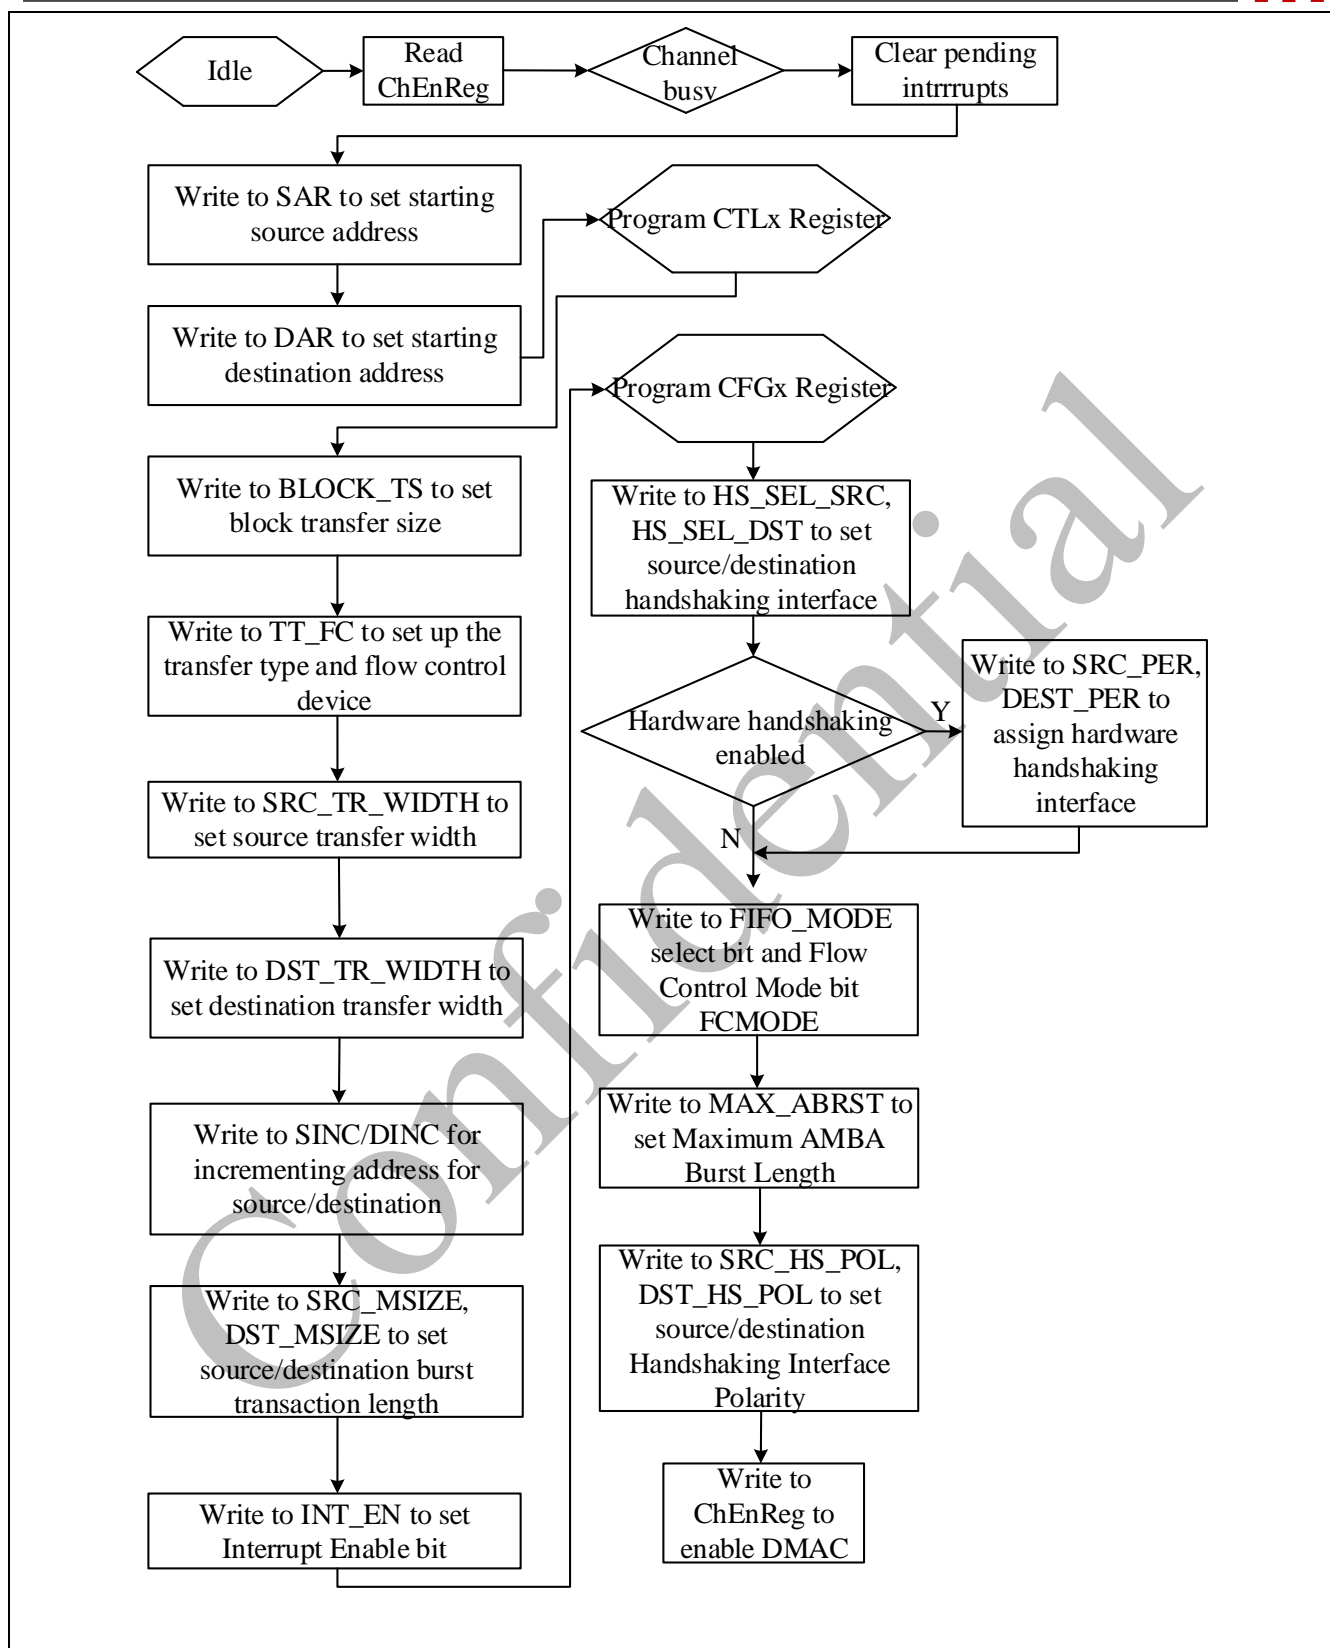 Idle
Read
ChEnReg
Channel
busy
Clear pending
intrrrupts
Write to SAR to set starting
source address
Program CTLx Register
Write to DAR to set starting
destination address
Program CFGx Register
Write to BLOCK_TS to set
block transfer size
Write to TT_FC to set up the
transfer type and flow control
device
Write to SRC_TR_WIDTH to
set source transfer width
Write to DST_TR_WIDTH to
set destination transfer width
Write to SINC/DINC for
incrementing address for
source/destination
Write to SRC_MSIZE,
DST_MSIZE to set
source/destination burst
transaction length
Write to INT_EN to set
Interrupt Enable bit
Write to HS_SEL_SRC,
HS_SEL_DST to set
source/destination
handshaking interface
Hardware handshaking
enabled
Y
N
Write to SRC_PER,
DEST_PER to
assign hardware
handshaking
interface
Write to FIFO_MODE
select bit and Flow
Control Mode bit
FCMODE
Write to MAX_ABRST to
set Maximum AMBA
Burst Length
Write to SRC_HS_POL,
DST_HS_POL to set
source/destination
Handshaking Interface
Polarity
Write to
ChEnReg to
enable DMAC
Confidential